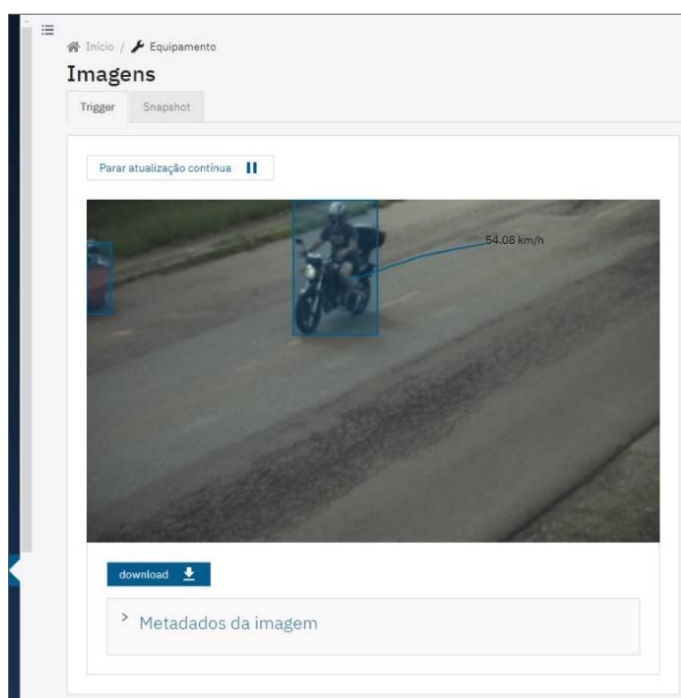 Início / Equipamento
Imagens
Trigger Snapshot
Parar atualização contínua
54.08 km/h
download
Metadados da imagem